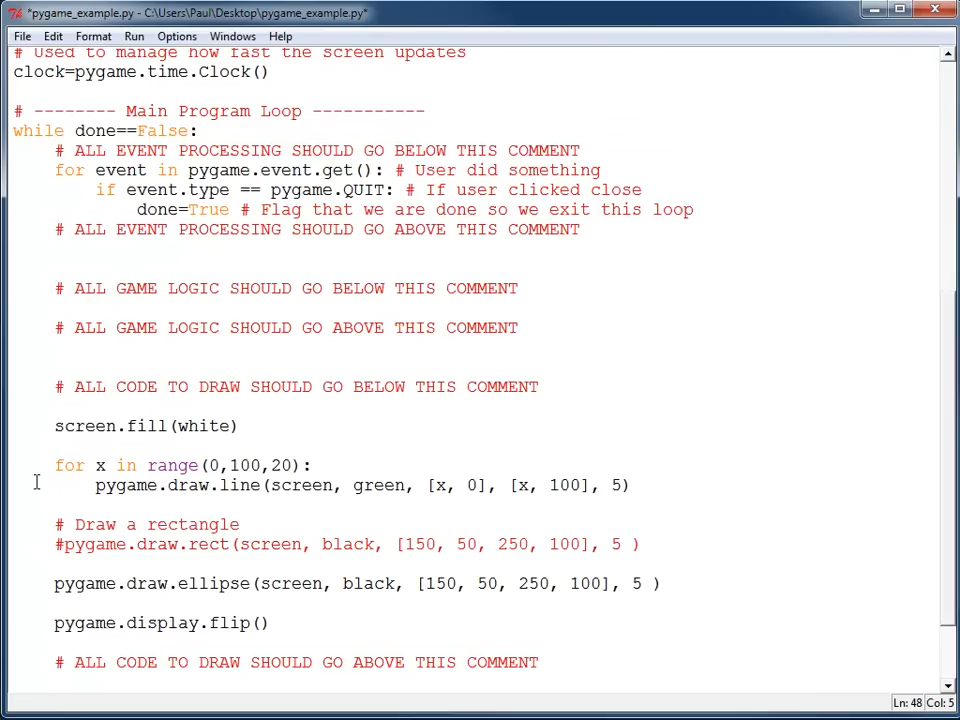 *pygame_example.py - C:\Users\Paul\Desktop\pygame_example.py*
File Edit Format Run Options Windows Help
# Used to manage how fast the screen updates
clock=pygame.time.Clock()
# -------- Main Program Loop -----------
while done==False:
    # ALL EVENT PROCESSING SHOULD GO BELOW THIS COMMENT
    for event in pygame.event.get(): # User did something
        if event.type == pygame.QUIT: # If user clicked close
            done=True # Flag that we are done so we exit this loop
    # ALL EVENT PROCESSING SHOULD GO ABOVE THIS COMMENT
    # ALL GAME LOGIC SHOULD GO BELOW THIS COMMENT
    # ALL GAME LOGIC SHOULD GO ABOVE THIS COMMENT
    # ALL CODE TO DRAW SHOULD GO BELOW THIS COMMENT
    screen.fill(white)
    for x in range(0,100,20):
        pygame.draw.line(screen, green, [x, 0], [x, 100], 5)
    # Draw a rectangle
    #pygame.draw.rect(screen, black, [150, 50, 250, 100], 5 )
    pygame.draw.ellipse(screen, black, [150, 50, 250, 100], 5 )
    pygame.display.flip()
    # ALL CODE TO DRAW SHOULD GO ABOVE THIS COMMENT
Ln: 48 Col: 5